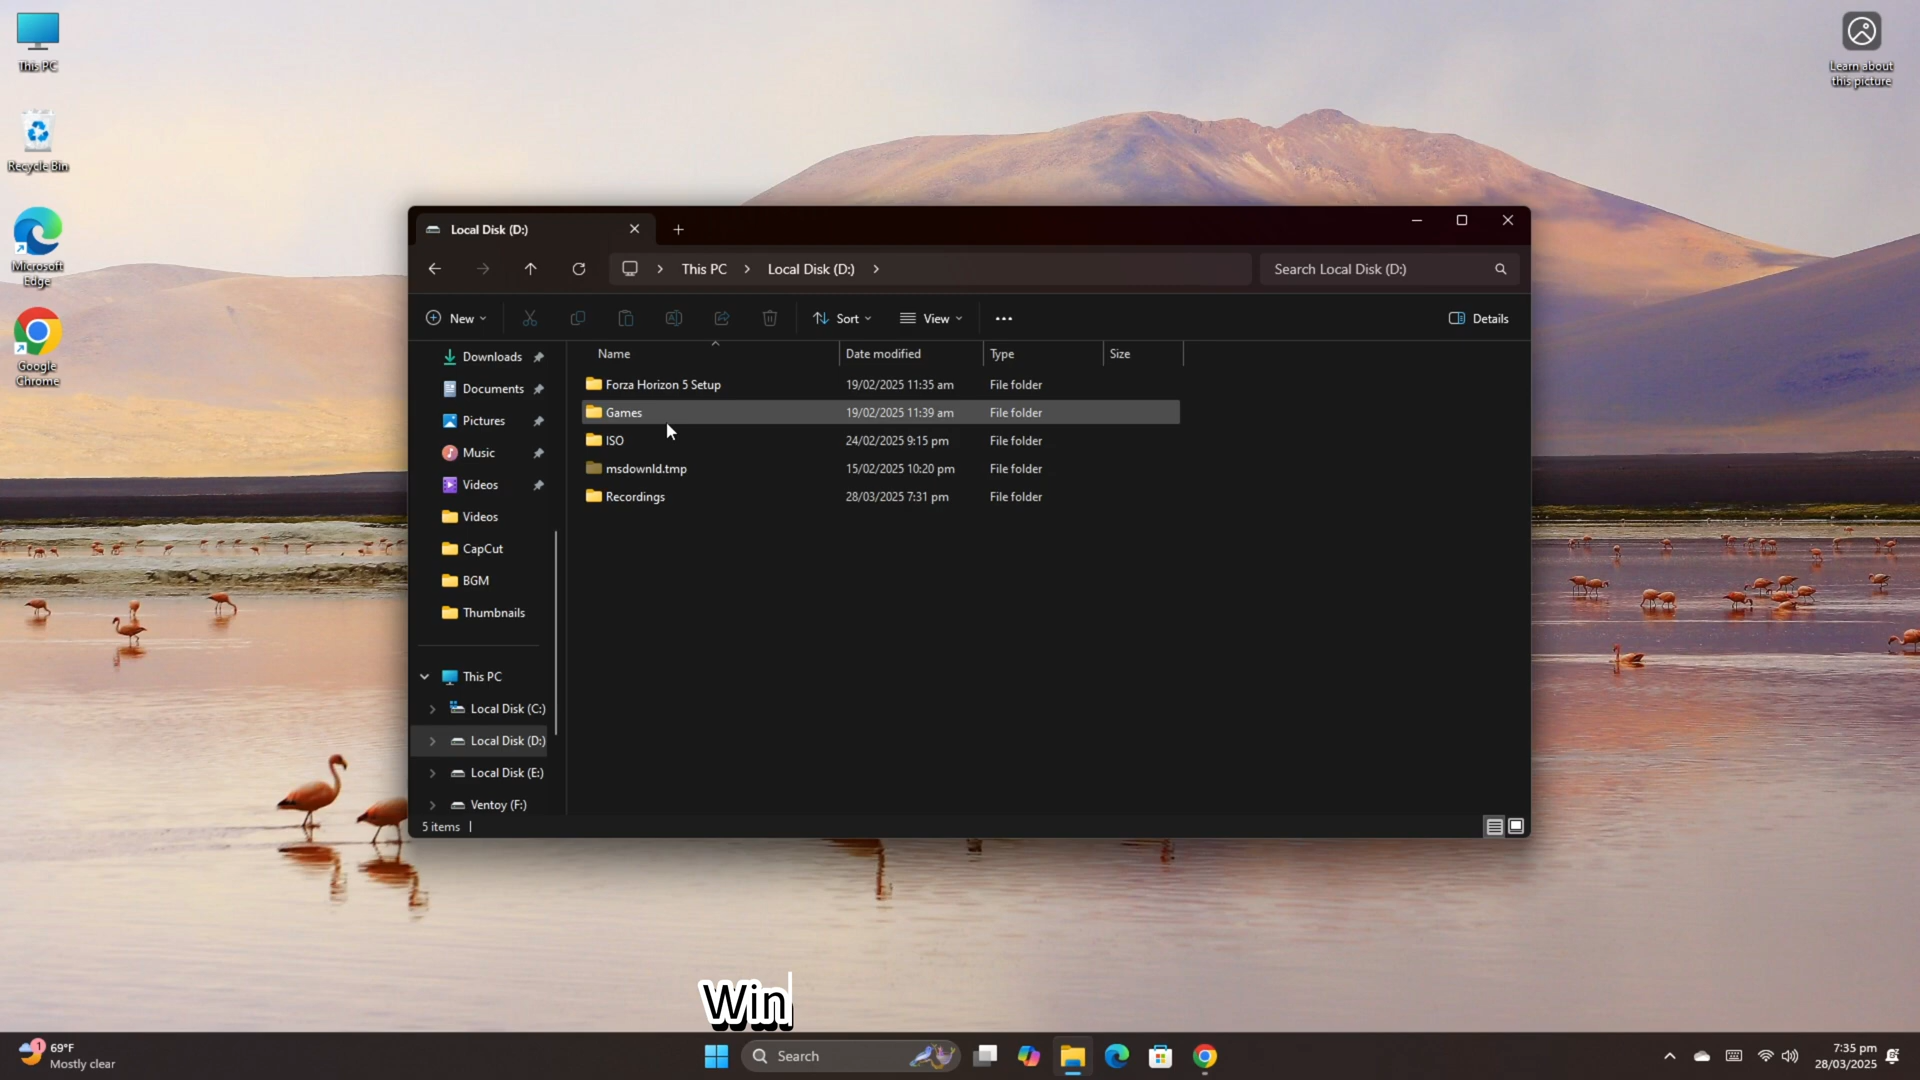 This PC
Recycle Bin
Microsoft
Edge
Google
Chrome
Learn about
this picture
Local Disk (D:)
This PC
Local Disk (D:)
Search Local Disk (D:)
New
Sort
View
Details
Downloads
Documents
Pictures
Music
Videos
Videos
CapCut
BGM
Thumbnails
This PC
Local Disk (C:)
Local Disk (D:)
Local Disk (E:)
Ventoy (F:)
Name Date modified Type Size
Forza Horizon 5 Setup 19/02/2025 11:35 am File folder
Games 19/02/2025 11:39 am File folder
ISO 24/02/2025 9:15 pm File folder
msdownld.tmp 15/02/2025 10:20 pm File folder
Recordings 28/03/2025 7:31 pm File folder
5 items
Win
1
69°F
Mostly clear
Search
7:35 pm
28/03/2025